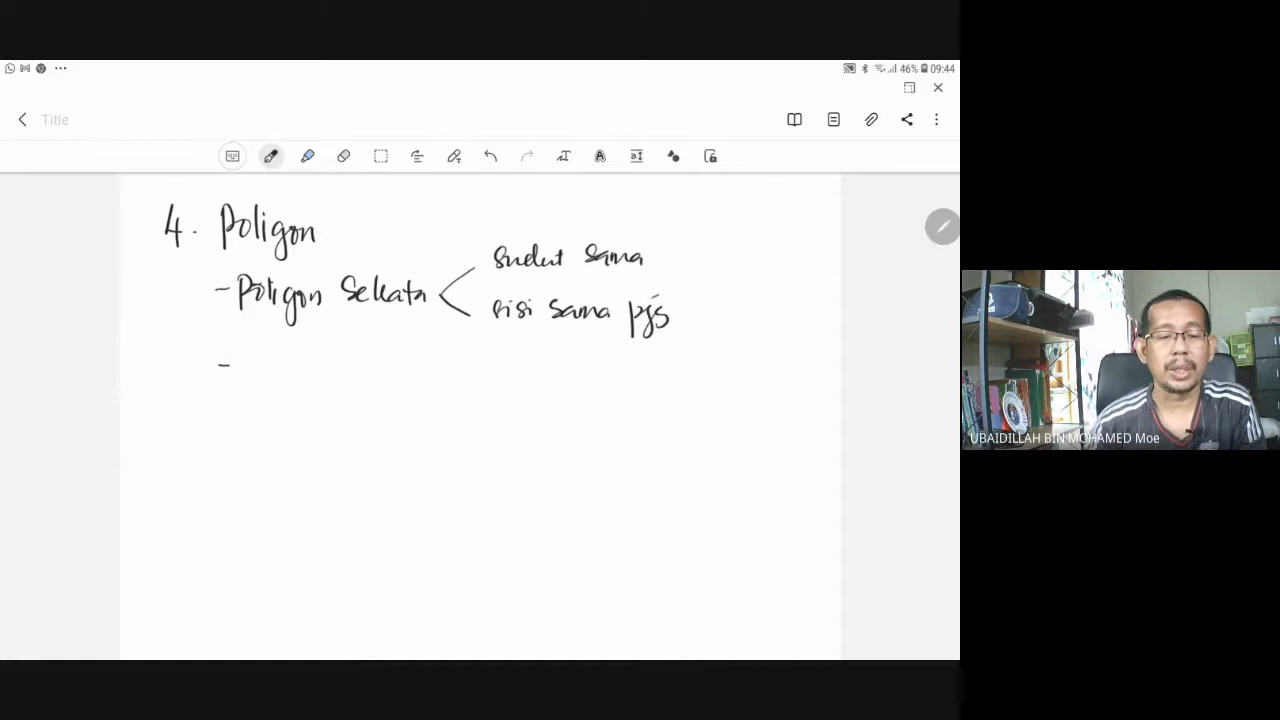 46% 09:44
Title
4. Poligon
- Poligon Sekata < sudut sama
sisi sama pjg
-
UBAIDILLAH BIN MOHAMED Moe